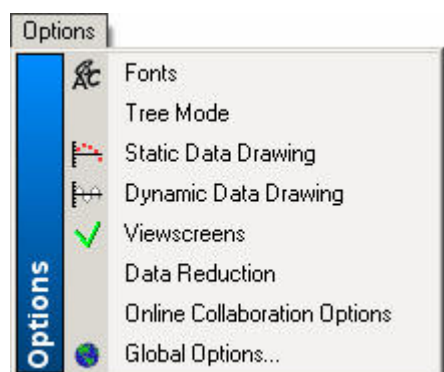 Options
Fonts
Tree Mode
Static Data Drawing
Dynamic Data Drawing
Viewscreens
Data Reduction
Online Collaboration Options
Global Options...
Options